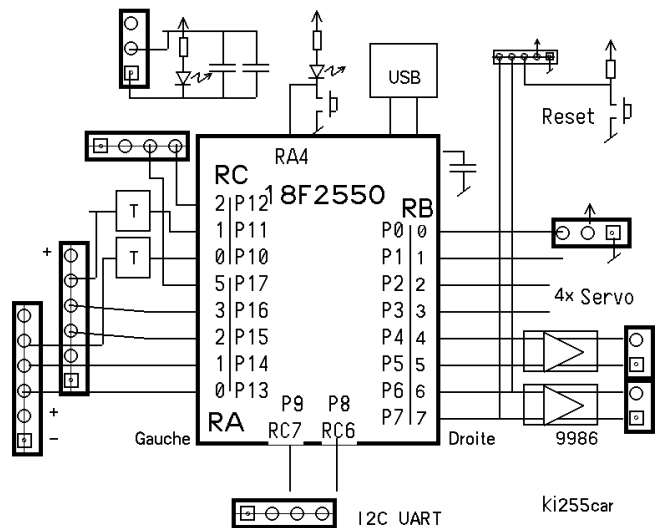 USB
Reset
RA4
RC
18F2550
RB
2 P12
1 P11
0 P10
5 P17
3 P16
2 P15
1 P14
0 P13
RA
T
T
P0 0
P1 1
P2 2
P3 3
P4 4
P5 5
P6 6
P7 7
4x Servo
+
+
-
P9 P8
RC7 RC6
Gauche
Droite
9986
I2C UART
ki255car